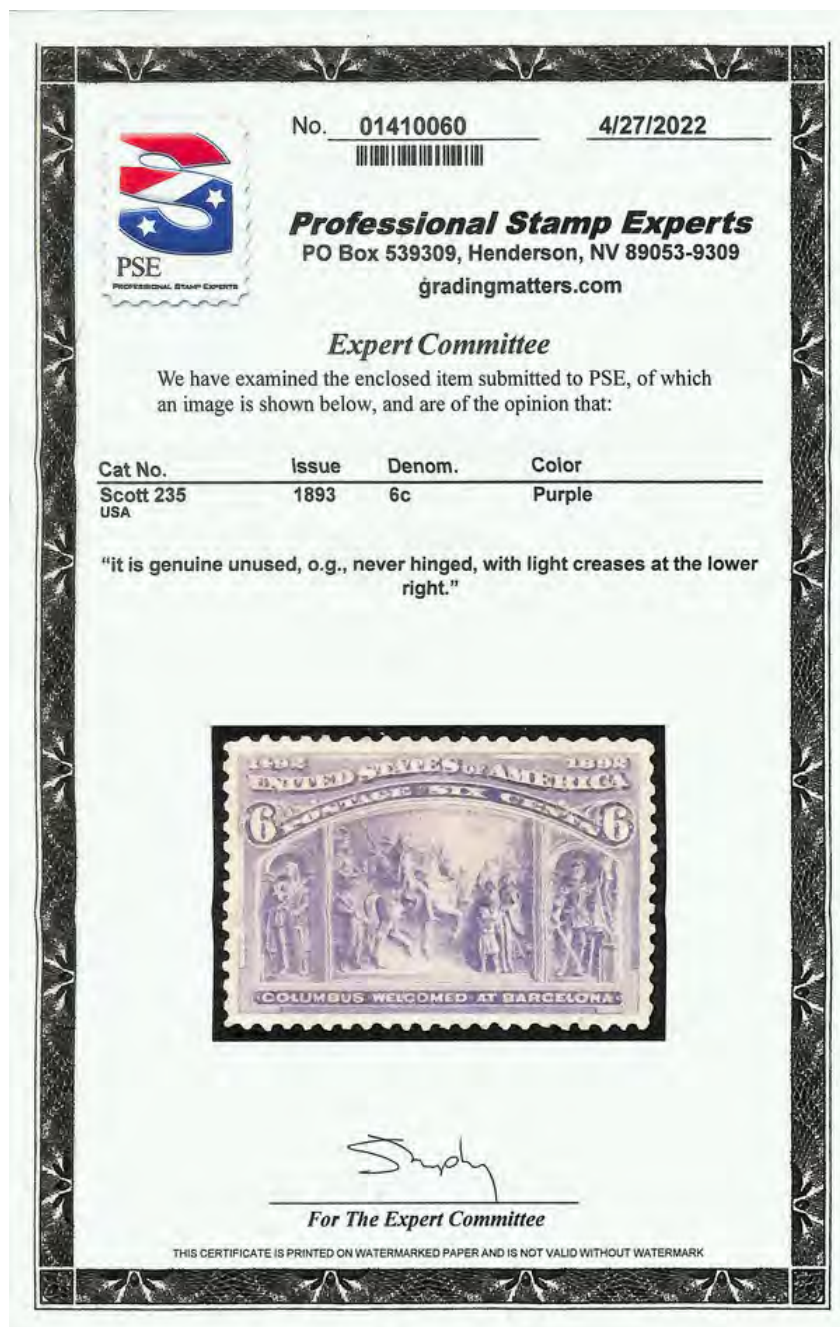 No. 01410060 4/27/2022
PSE
PROFESSIONAL STAMP EXPERTS
Professional Stamp Experts
PO Box 539309, Henderson, NV 89053-9309
gradingmatters.com
Expert Committee
We have examined the enclosed item submitted to PSE, of which
an image is shown below, and are of the opinion that:
Cat No. Issue Denom. Color
Scott 235 1893 6c Purple
USA
“it is genuine unused, o.g., never hinged, with light creases at the lower
right.”
1492 1892
UNITED STATES OF AMERICA
6 POSTAGE SIX CENTS 6
COLUMBUS WELCOMED AT BARCELONA
For The Expert Committee
THIS CERTIFICATE IS PRINTED ON WATERMARKED PAPER AND IS NOT VALID WITHOUT WATERMARK